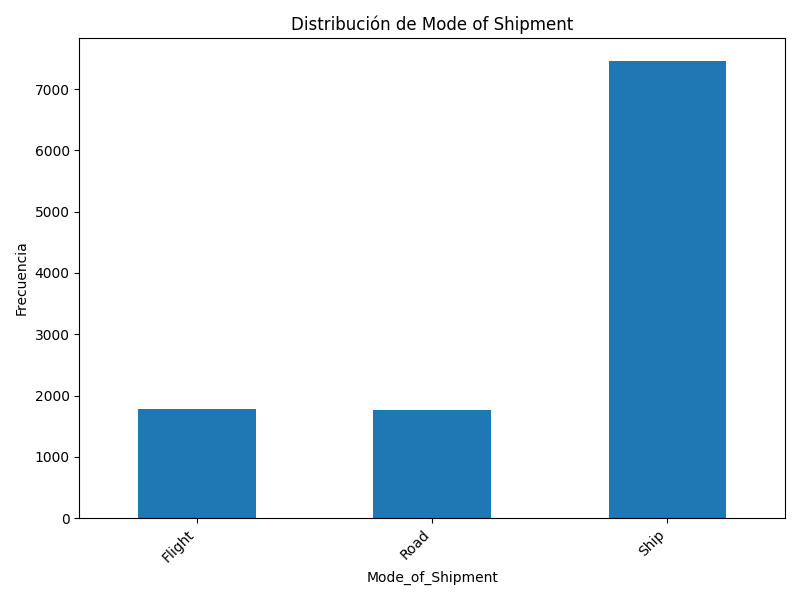 Distribución de Mode of Shipment
Frecuencia
7000
6000
5000
4000
3000
2000
1000
0
Flight
Road
Ship
Mode_of_Shipment